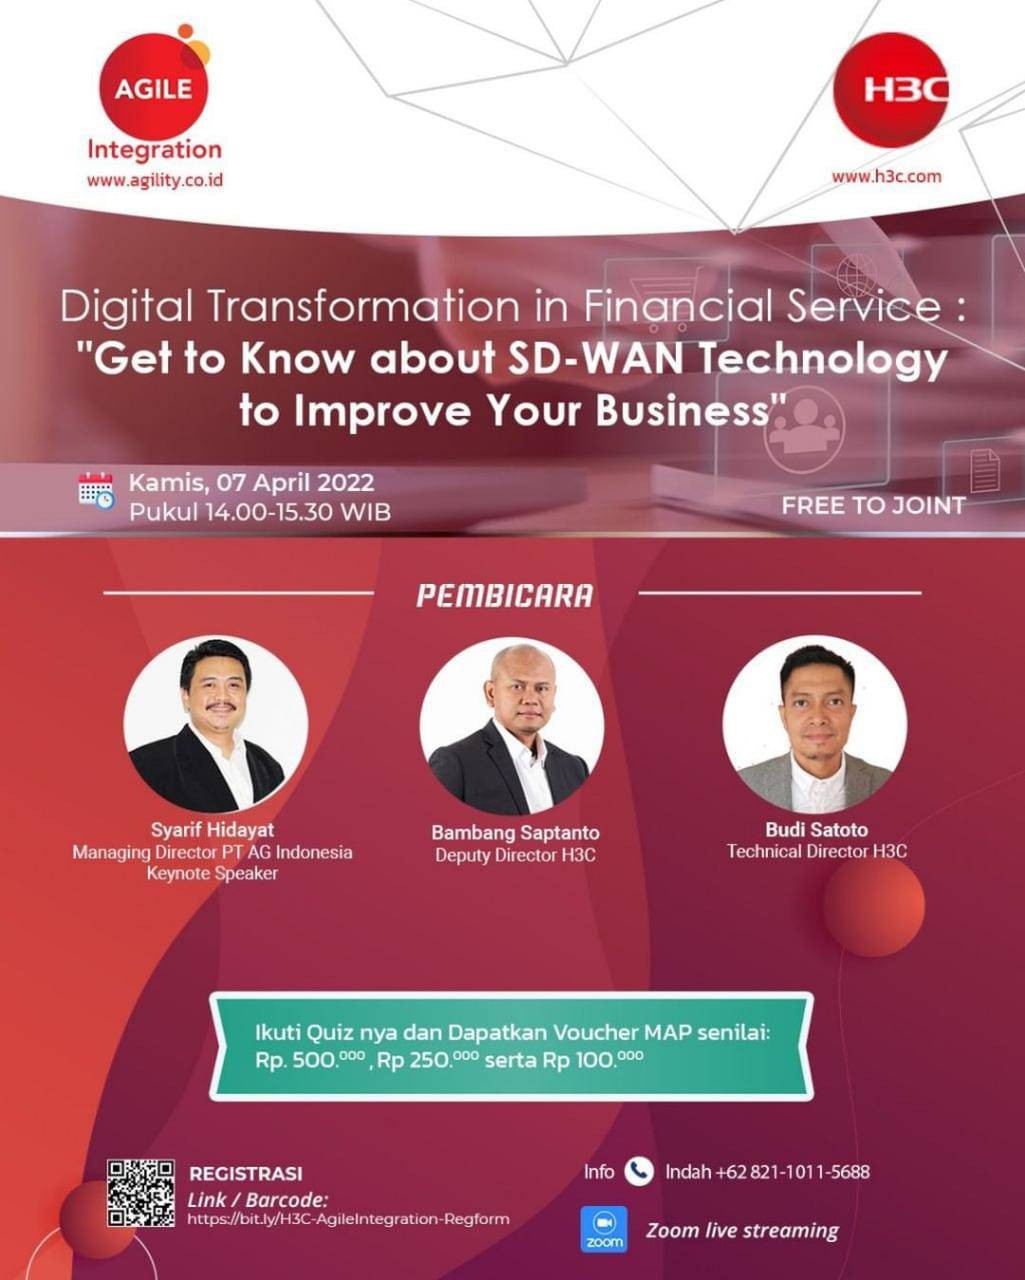 AGILE
Integration
www.agility.co.id
H3C
www.h3c.com
Digital Transformation in Financial Service :
"Get to Know about SD-WAN Technology
to Improve Your Business"
Kamis, 07 April 2022
Pukul 14.00-15.30 WIB
FREE TO JOINT
PEMBICARA
Syarif Hidayat
Managing Director PT AG Indonesia
Keynote Speaker
Bambang Saptanto
Deputy Director H3C
Budi Satoto
Technical Director H3C
Ikuti Quiz nya dan Dapatkan Voucher MAP senilai:
Rp. 500.⁰⁰⁰ , Rp 250.⁰⁰⁰ serta Rp 100.⁰⁰⁰
REGISTRASI
Link / Barcode:
https://bit.ly/H3C-AgileIntegration-Regform
Info Indah +62 821-1011-5688
zoom Zoom live streaming